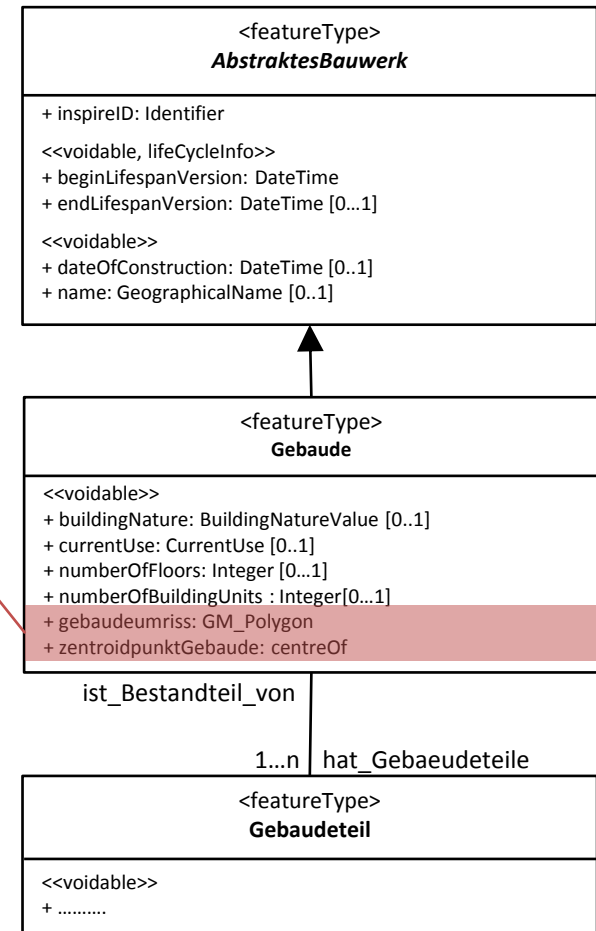 <featureType>
AbstraktesBauwerk
+ inspireID: Identifier
<<voidable, lifeCycleInfo>>
+ beginLifespanVersion: DateTime
+ endLifespanVersion: DateTime [0…1]
<<voidable>>
+ dateOfConstruction: DateTime [0..1]
+ name: GeographicalName [0..1]
<featureType>
Gebaude
<<voidable>>
+ buildingNature: BuildingNatureValue [0..1]
+ currentUse: CurrentUse [0..1]
+ numberOfFloors: Integer [0…1]
+ numberOfBuildingUnits : Integer[0…1]
+ gebaudeumriss: GM_Polygon
+ zentroidpunktGebaude: centreOf
ist_Bestandteil_von
1…n hat_Gebaeudeteile
<featureType>
Gebaudeteil
<<voidable>>
+ ……….